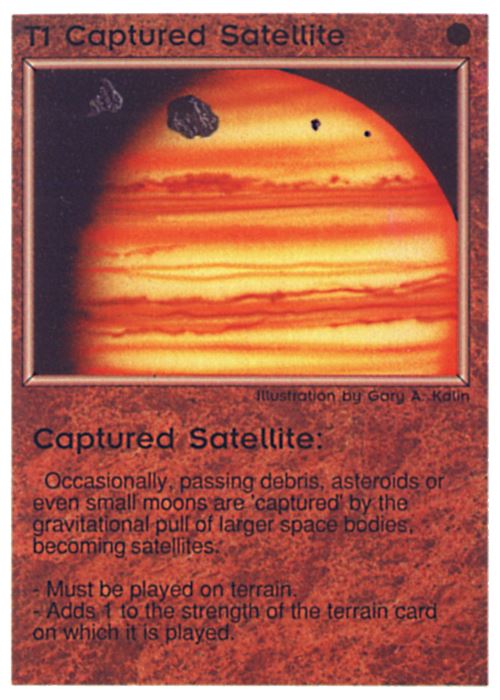 T1 Captured Satellite
Illustration by Gary A. Kalin
Captured Satellite:
Occasionally, passing debris, asteroids or
even small moons are 'captured' by the
gravitational pull of larger space bodies,
becoming satellites.
- Must be played on terrain.
- Adds 1 to the strength of the terrain card
on which it is played.